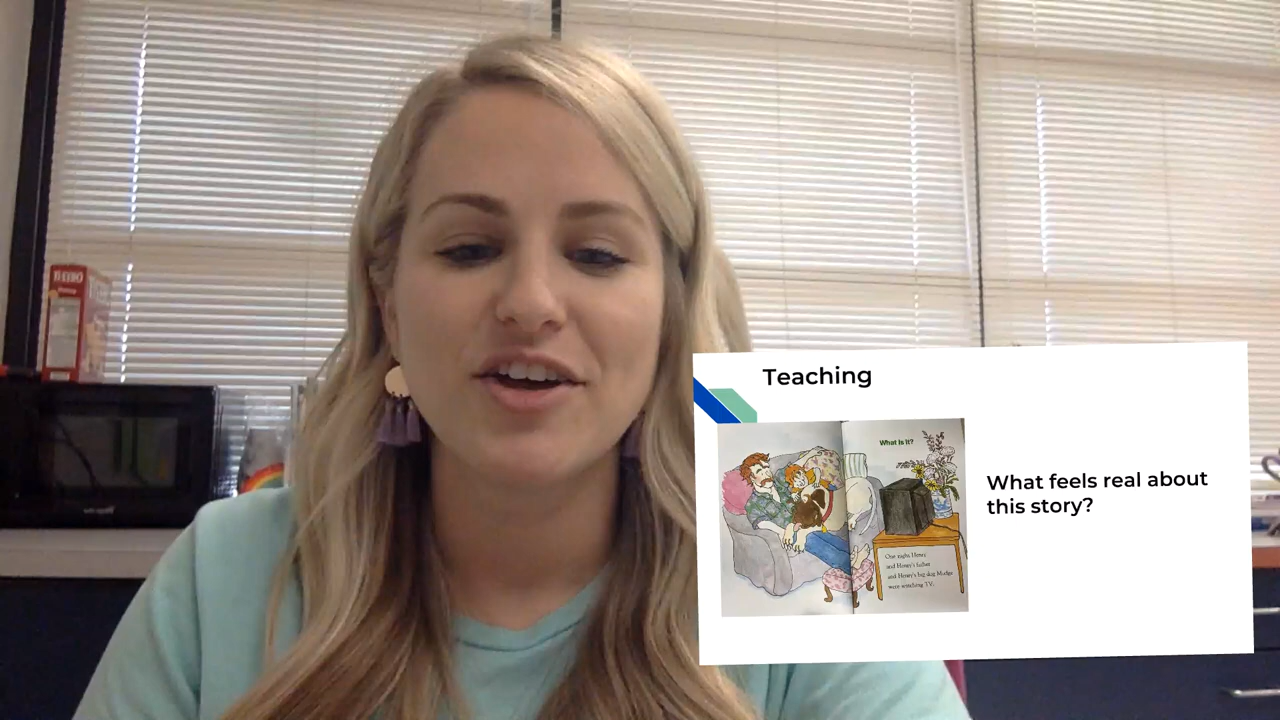 Teaching
What Is It?
One night Henry
and Henry's father
and Henry's big dog Mudge
were watching TV.
What feels real about
this story?